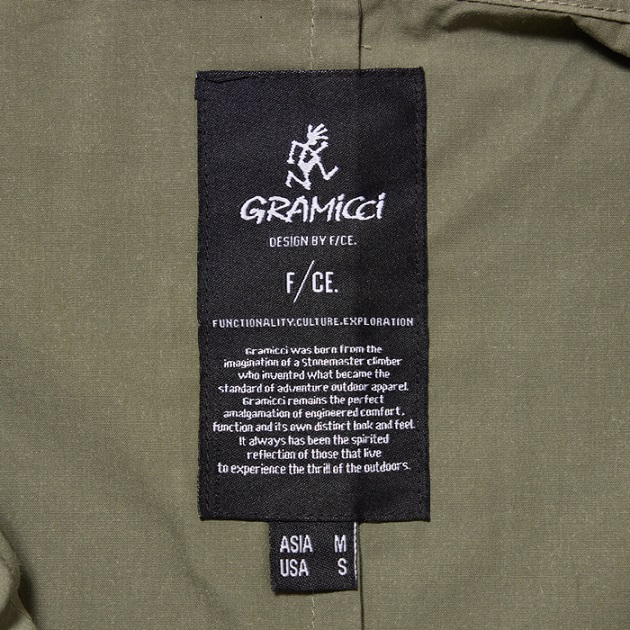 GRAMiCCi
DESIGN BY F/CE.
F/CE.
FUNCTIONALITY.CULTURE.EXPLORATION
Gramicci was born from the
imagination of a Stonemaster climber
who invented what became the
standard of adventure outdoor apparel.
Gramicci remains the perfect
amalgamation of engineered comfort,
function and its own distinct look and feel.
It always has been the spirited
reflection of those that live
to experience the thrill of the outdoors.
ASIA M
USA S